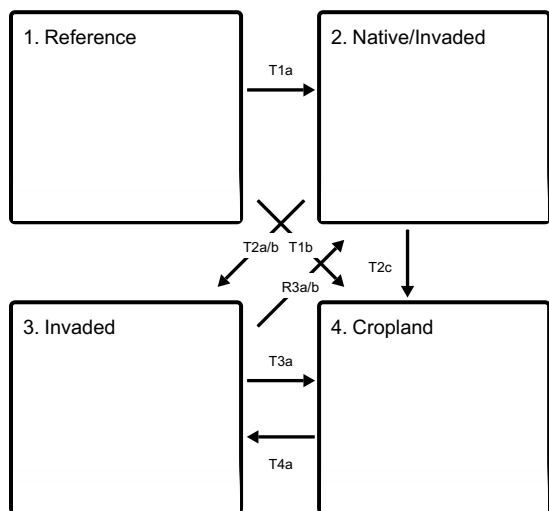 1. Reference
2. Native/Invaded
T1a
T2a/b
T1b
T2c
R3a/b
3. Invaded
4. Cropland
T3a
T4a